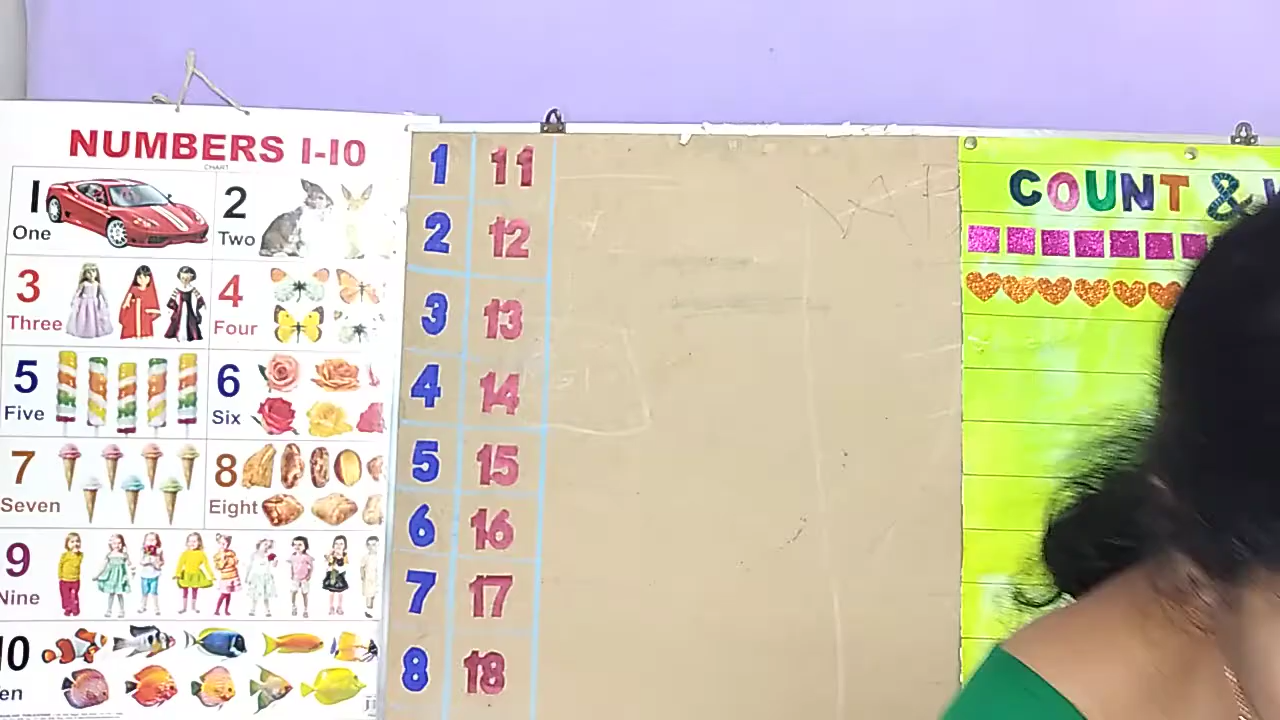 NUMBERS 1-10
CHART
1 One
2 Two
3 Three
4 Four
5 Five
6 Six
7 Seven
8 Eight
9 Nine
10
1 11
2 12
3 13
4 14
5 15
6 16
7 17
8 18
COUNT &